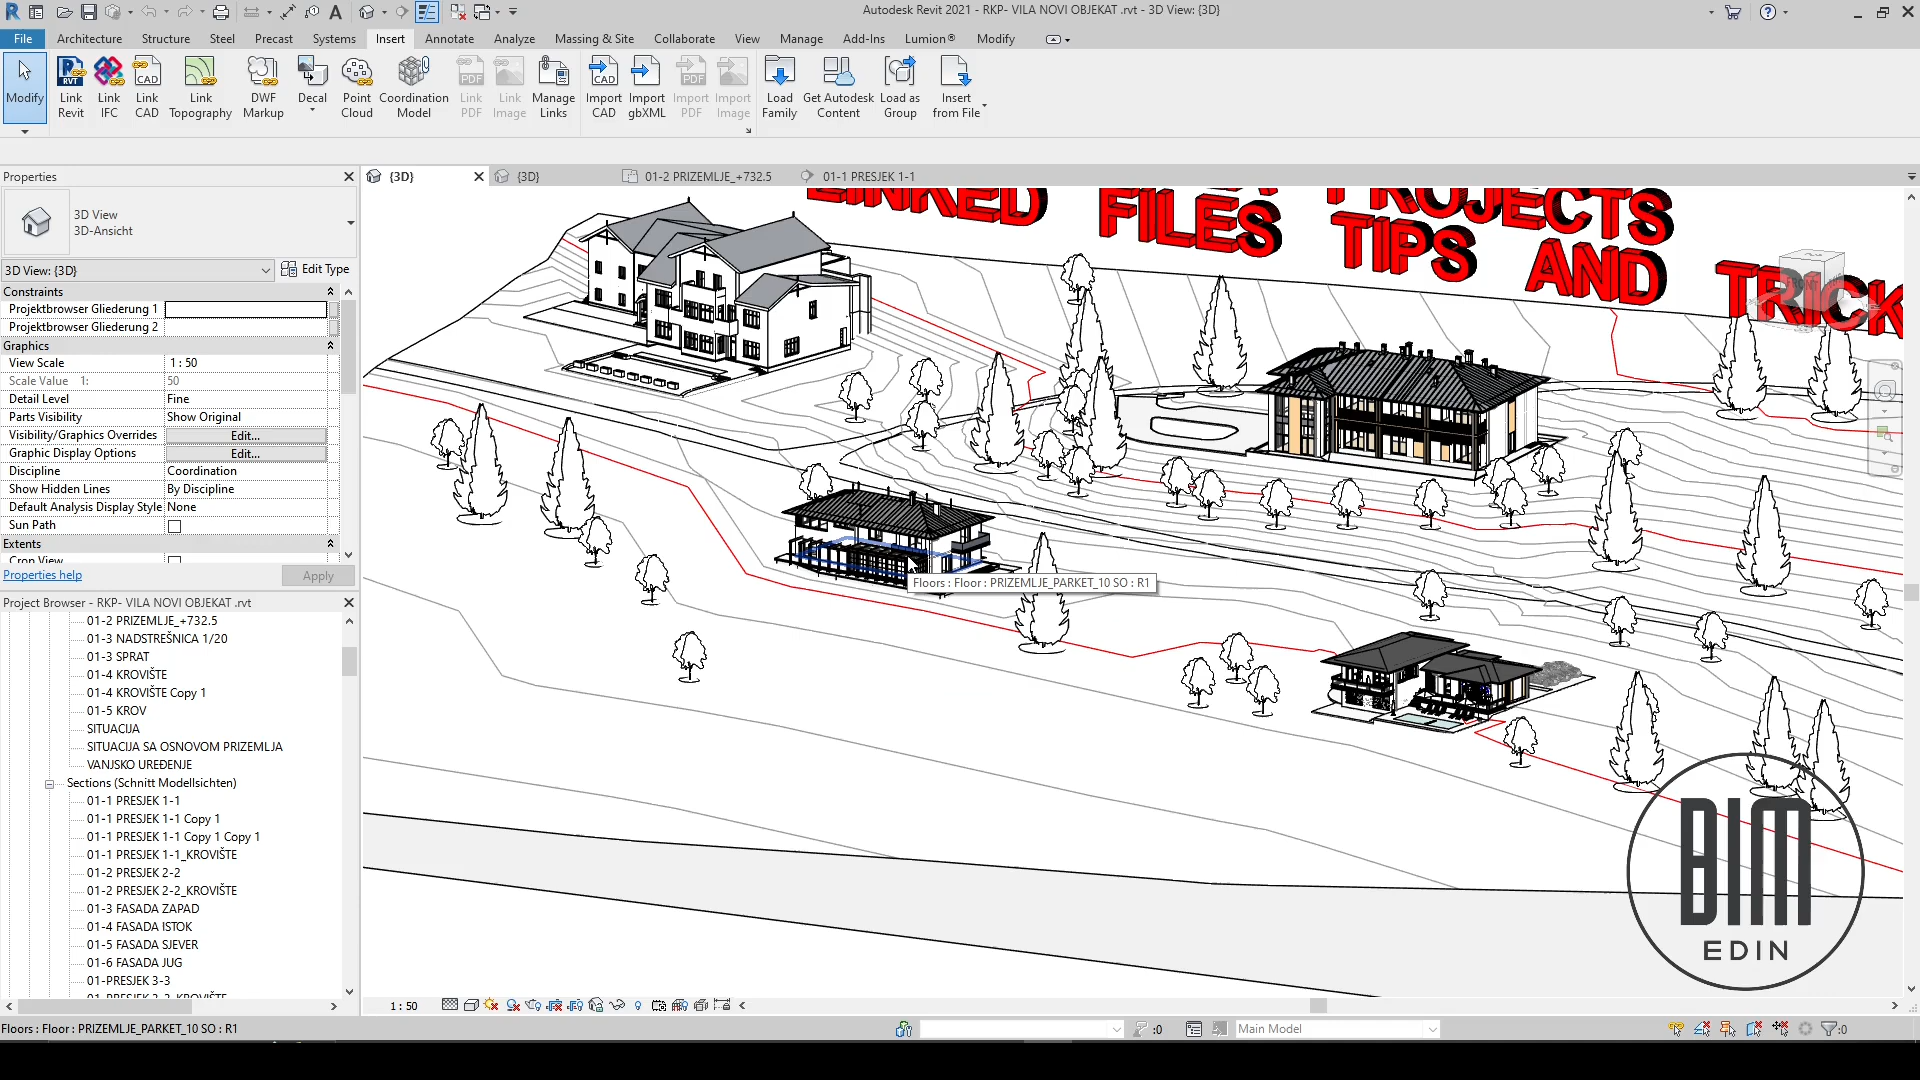 Autodesk Revit 2021 - RKP- VILA NOVI OBJEKAT .rvt - 3D View: {3D}
File Architecture Structure Steel Precast Systems Insert Annotate Analyze Massing & Site Collaborate View Manage Add-Ins Lumion® Modify
Modify
Link Revit
Link IFC
Link CAD
Link Topography
DWF Markup
Decal
Point Cloud
Coordination Model
Link PDF
Link Image
Manage Links
Import CAD
Import gbXML
Import PDF
Import Image
Load Family
Get Autodesk Content
Load as Group
Insert from File
Properties
3D View
3D-Ansicht
3D View: {3D}
Edit Type
Constraints
Projektbrowser Gliederung 1
Projektbrowser Gliederung 2
Graphics
View Scale 1 : 50
Scale Value 1: 50
Detail Level Fine
Parts Visibility Show Original
Visibility/Graphics Overrides Edit...
Graphic Display Options Edit...
Discipline Coordination
Show Hidden Lines By Discipline
Default Analysis Display Style None
Sun Path
Extents
Crop View
Properties help
Apply
Project Browser - RKP- VILA NOVI OBJEKAT .rvt
01-2 PRIZEMLJE_+732.5
01-3 NADSTREŠNICA 1/20
01-3 SPRAT
01-4 KROVIŠTE
01-4 KROVIŠTE Copy 1
01-5 KROV
SITUACIJA
SITUACIJA SA OSNOVOM PRIZEMLJA
VANJSKO UREĐENJE
Sections (Schnitt Modellsichten)
01-1 PRESJEK 1-1
01-1 PRESJEK 1-1 Copy 1
01-1 PRESJEK 1-1 Copy 1 Copy 1
01-1 PRESJEK 1-1_KROVIŠTE
01-2 PRESJEK 2-2
01-2 PRESJEK 2-2_KROVIŠTE
01-3 FASADA ZAPAD
01-4 FASADA ISTOK
01-5 FASADA SJEVER
01-6 FASADA JUG
01-PRESJEK 3-3
01-PRESJEK 3-3_KROVIŠTE
{3D}
{3D}
01-2 PRIZEMLJE_+732.5
01-1 PRESJEK 1-1
LINKED PROJECTS
FILES TIPS AND TRICK
Floors : Floor : PRIZEMLJE_PARKET_10 SO : R1
BIM
EDIN
1 : 50
Floors : Floor : PRIZEMLJE_PARKET_10 SO : R1
:0
Main Model
:0